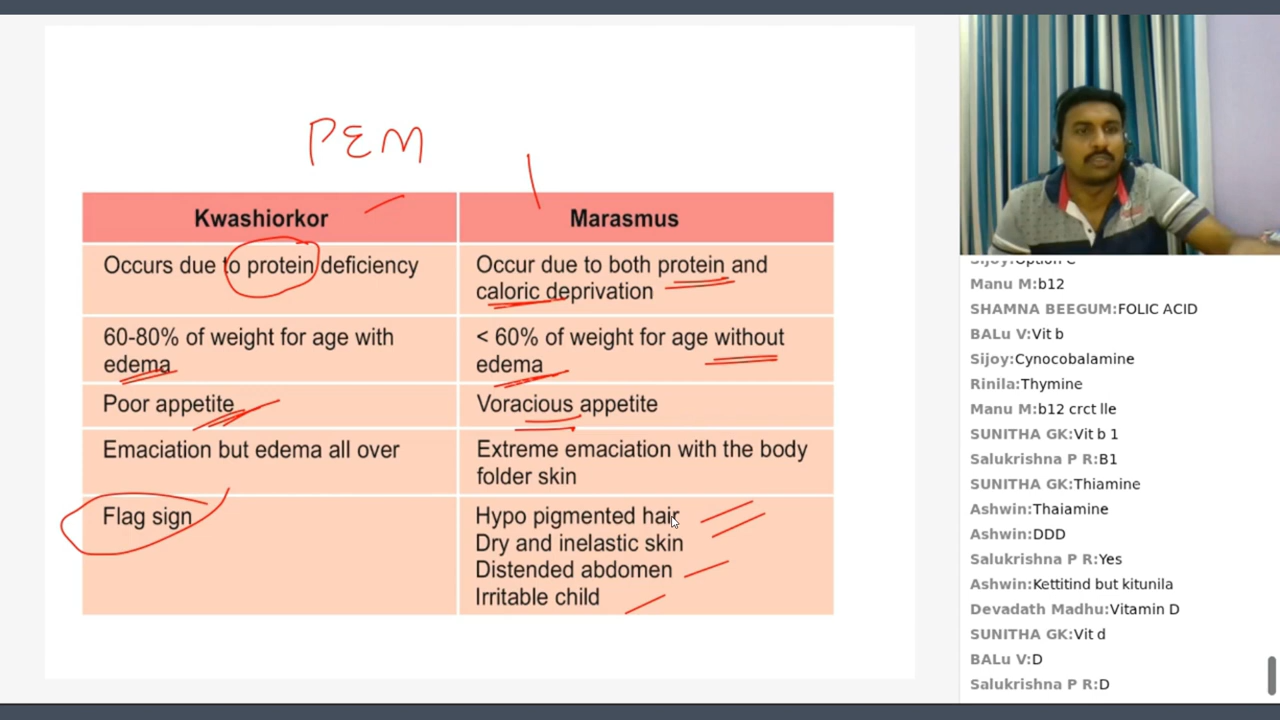 PEM
Kwashiorkor
Marasmus
Occurs due to protein deficiency
Occur due to both protein and
caloric deprivation
60-80% of weight for age with
edema
< 60% of weight for age without
edema
Poor appetite
Voracious appetite
Emaciation but edema all over
Extreme emaciation with the body
folder skin
Flag sign
Hypo pigmented hair
Dry and inelastic skin
Distended abdomen
Irritable child
Sijoy:Option C
Manu M:b12
SHAMNA BEEGUM:FOLIC ACID
BALu V:Vit b
Sijoy:Cynocobalamine
Rinila:Thymine
Manu M:b12 crct lle
SUNITHA GK:Vit b 1
Salukrishna P R:B1
SUNITHA GK:Thiamine
Ashwin:Thaiamine
Ashwin:DDD
Salukrishna P R:Yes
Ashwin:Kettitind but kitunila
Devadath Madhu:Vitamin D
SUNITHA GK:Vit d
BALu V:D
Salukrishna P R:D